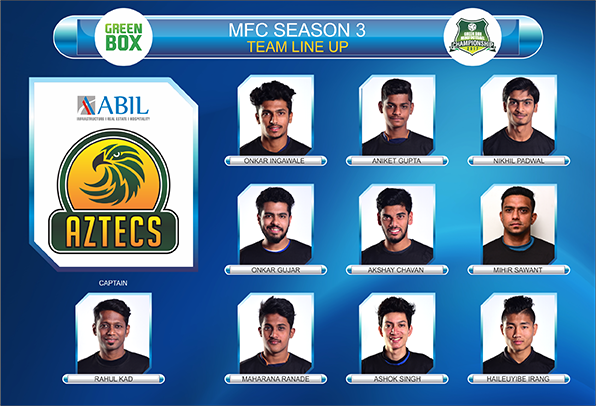 GREEN
BOX
MFC SEASON 3
TEAM LINE UP
CHAMPIONSHIP
ABIL
AZTECS
ONKAR INGAWALE
ANIKET GUPTA
NIKHIL PADWAL
ONKAR GUJAR
AKSHAY CHAVAN
MIHIR SAWANT
CAPTAIN
RAHUL KAD
MAHARANA RANADE
ASHOK SINGH
HAILEUYIBE IRANG